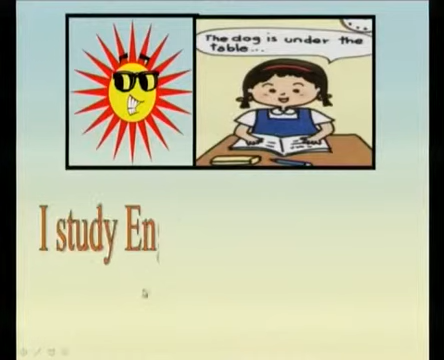 The dog is under the
table...
I study En